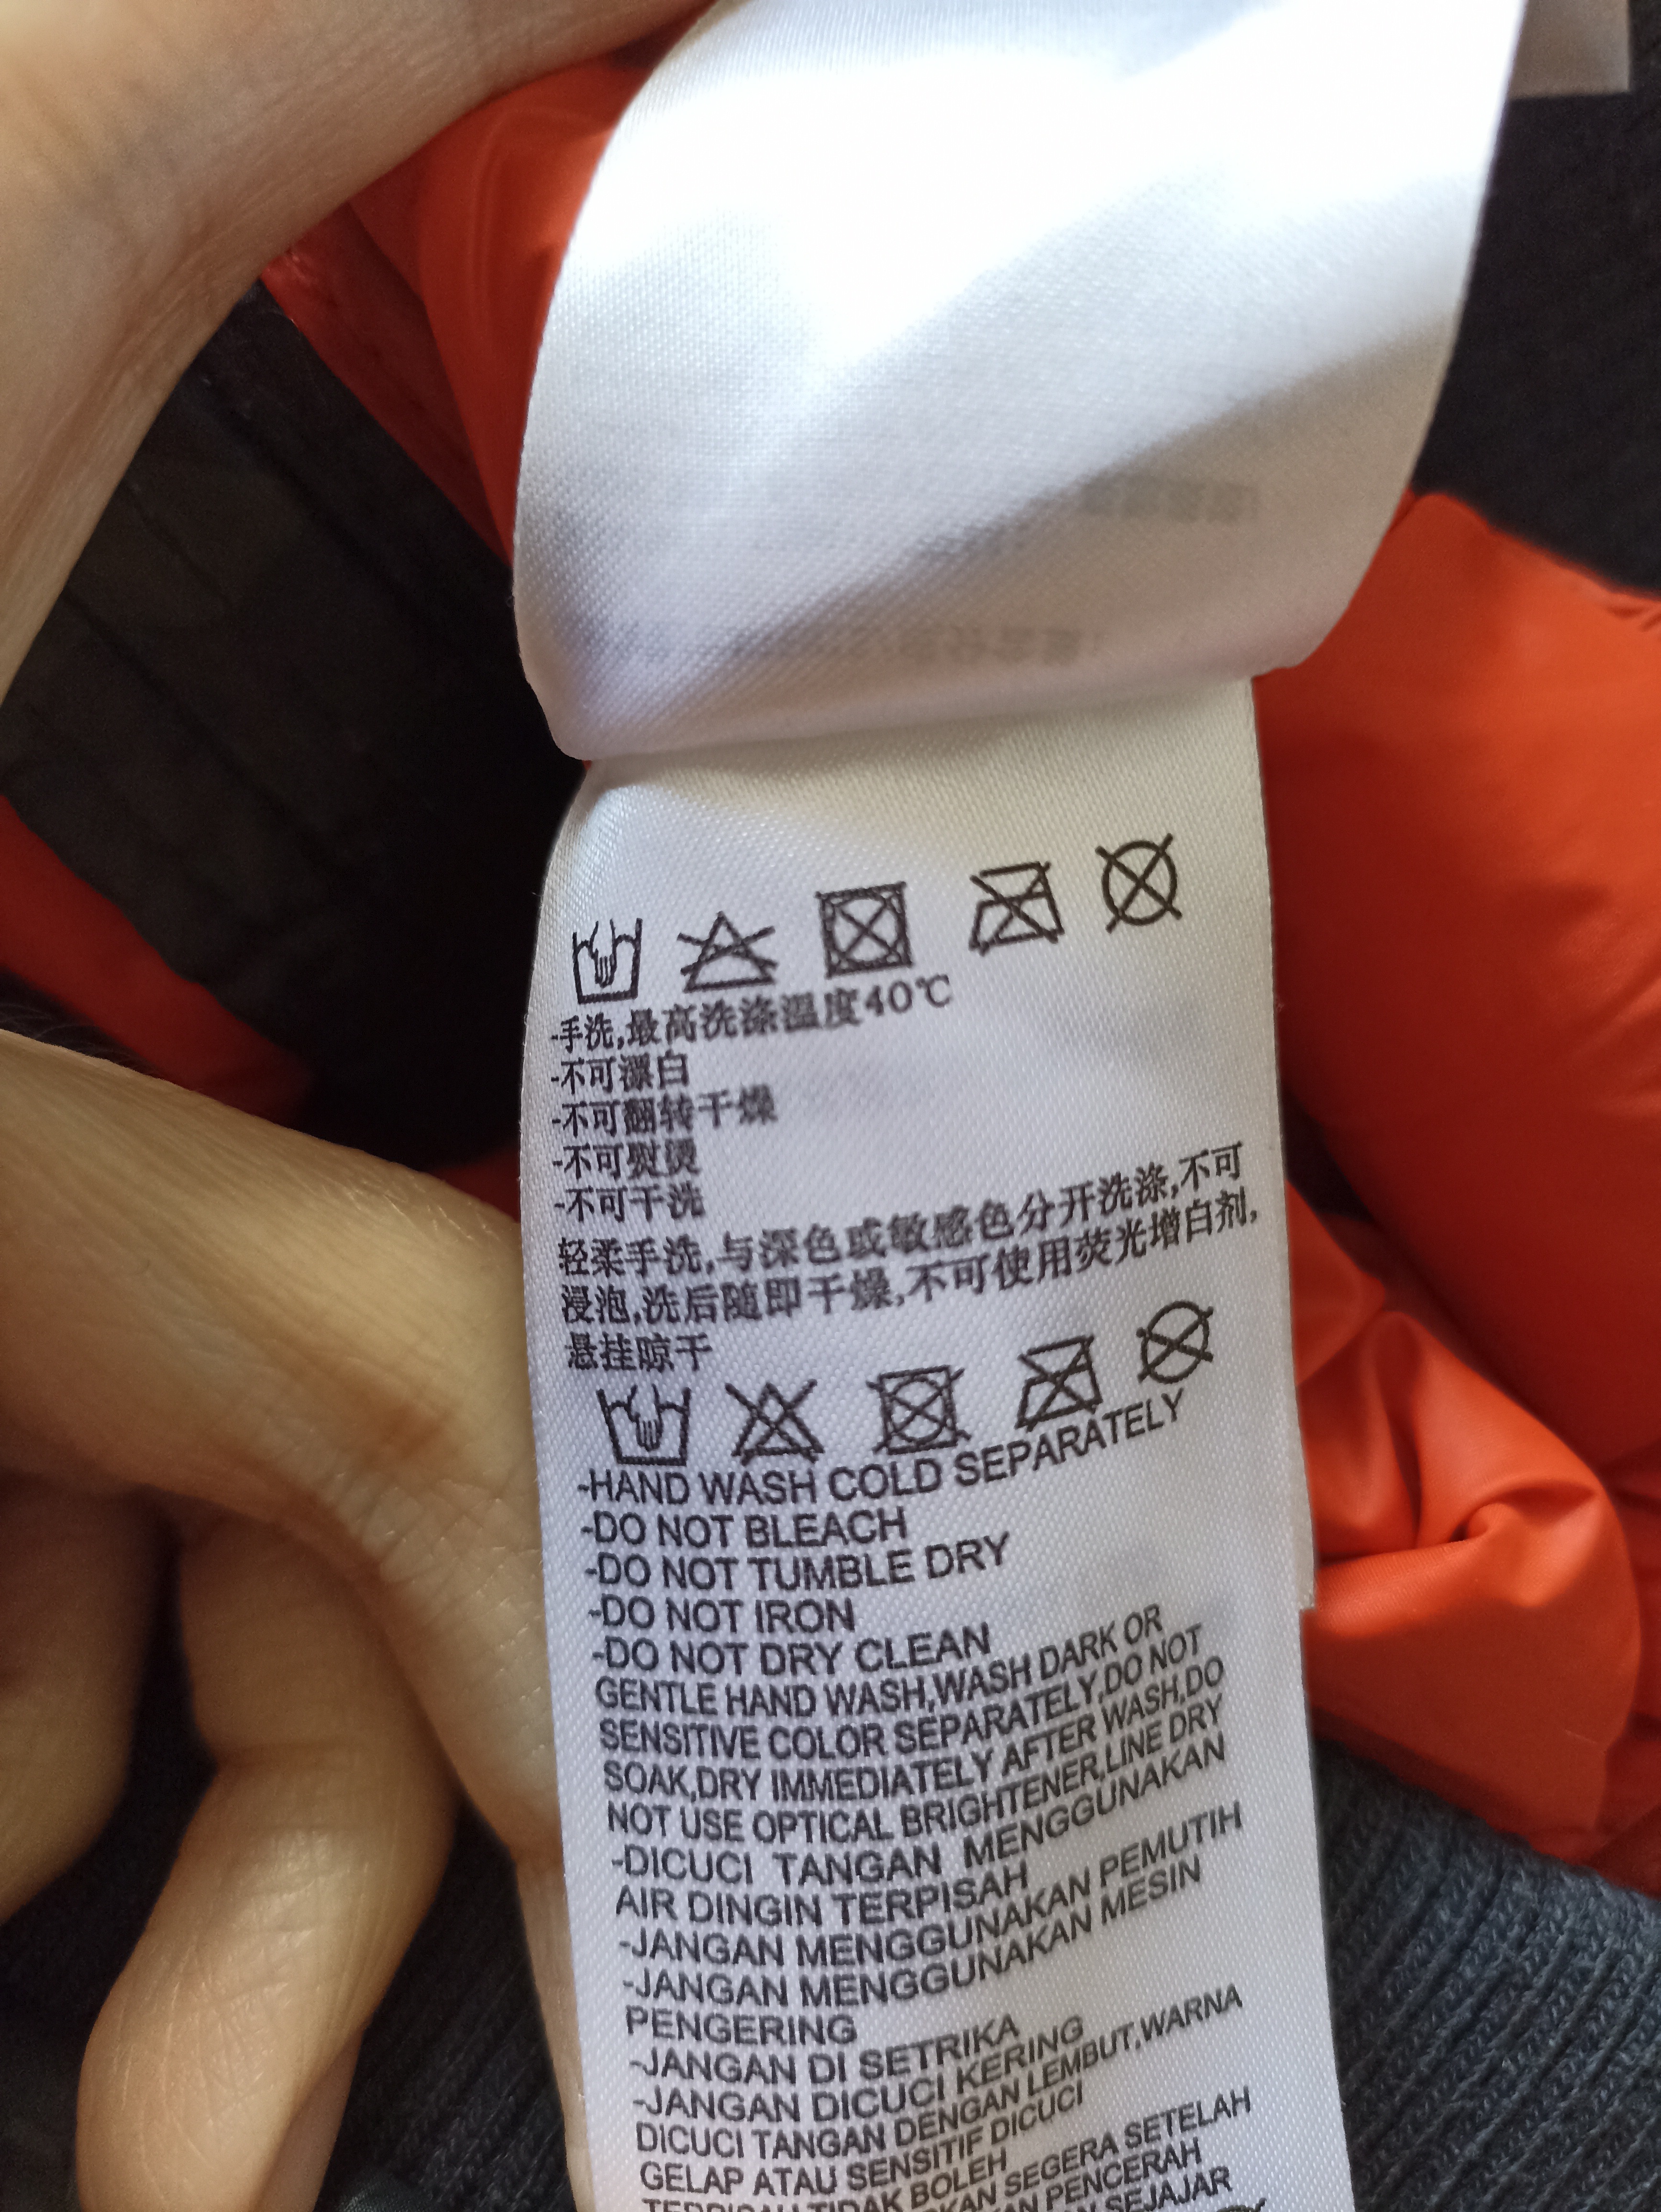 -手洗,最高洗涤温度40℃
-不可漂白
-不可翻转干燥
-不可熨烫
-不可干洗
轻柔手洗,与深色或敏感色分开洗涤,不可
浸泡,洗后随即干燥,不可使用荧光增白剂,
悬挂晾干
-HAND WASH COLD SEPARATELY
-DO NOT BLEACH
-DO NOT TUMBLE DRY
-DO NOT IRON
-DO NOT DRY CLEAN
GENTLE HAND WASH,WASH DARK OR
SENSITIVE COLOR SEPARATELY,DO NOT
SOAK,DRY IMMEDIATELY AFTER WASH,DO
NOT USE OPTICAL BRIGHTENER,LINE DRY
-DICUCI TANGAN MENGGUNAKAN
AIR DINGIN TERPISAH
-JANGAN MENGGUNAKAN PEMUTIH
-JANGAN MENGGUNAKAN MESIN
PENGERING
-JANGAN DI SETRIKA
-JANGAN DICUCI KERING
DICUCI TANGAN DENGAN LEMBUT,WARNA
GELAP ATAU SENSITIF DICUCI
TIDAK BOLEH
SEGERA SETELAH
PENCERAH
SEJAJAR